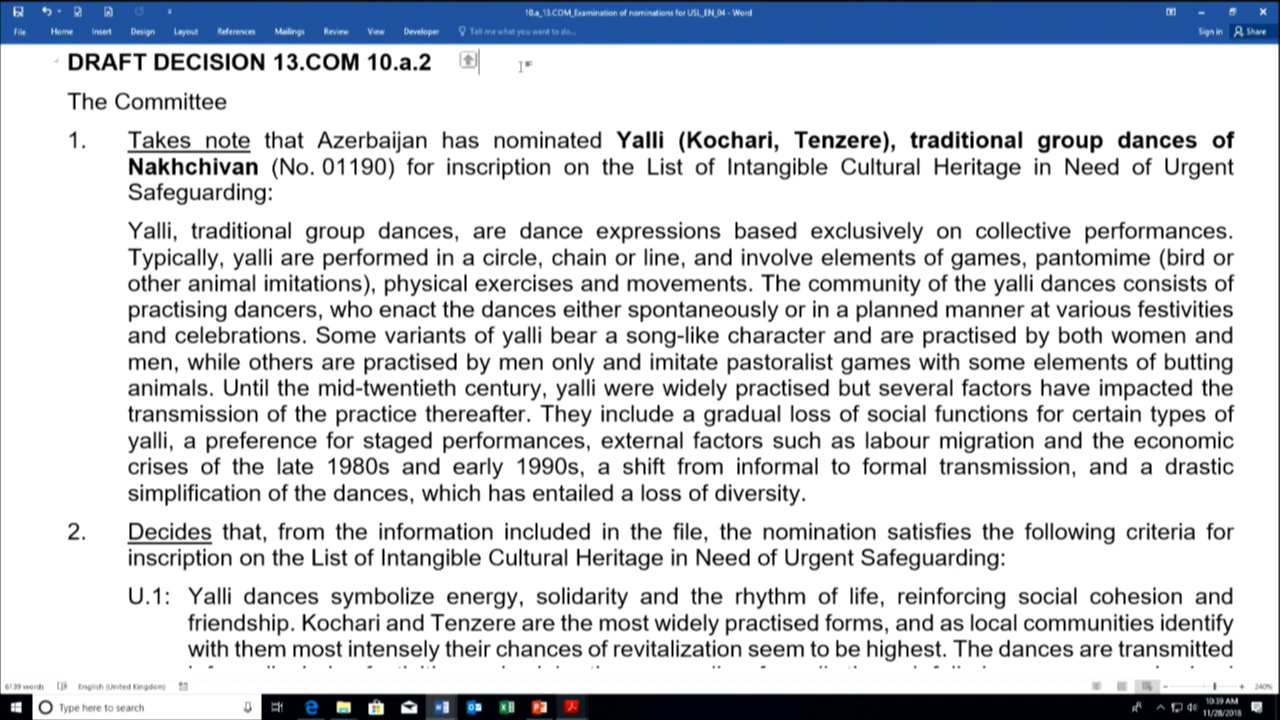 10.a_13.COM_Examination of nominations for USL_EN_04 - Word
File Home Insert Design Layout References Mailings Review View Developer Tell me what you want to do... Sign in Share
DRAFT DECISION 13.COM 10.a.2
The Committee
1. Takes note that Azerbaijan has nominated Yalli (Kochari, Tenzere), traditional group dances of
Nakhchivan (No. 01190) for inscription on the List of Intangible Cultural Heritage in Need of Urgent
Safeguarding:
Yalli, traditional group dances, are dance expressions based exclusively on collective performances.
Typically, yalli are performed in a circle, chain or line, and involve elements of games, pantomime (bird or
other animal imitations), physical exercises and movements. The community of the yalli dances consists of
practising dancers, who enact the dances either spontaneously or in a planned manner at various festivities
and celebrations. Some variants of yalli bear a song-like character and are practised by both women and
men, while others are practised by men only and imitate pastoralist games with some elements of butting
animals. Until the mid-twentieth century, yalli were widely practised but several factors have impacted the
transmission of the practice thereafter. They include a gradual loss of social functions for certain types of
yalli, a preference for staged performances, external factors such as labour migration and the economic
crises of the late 1980s and early 1990s, a shift from informal to formal transmission, and a drastic
simplification of the dances, which has entailed a loss of diversity.
2. Decides that, from the information included in the file, the nomination satisfies the following criteria for
inscription on the List of Intangible Cultural Heritage in Need of Urgent Safeguarding:
U.1: Yalli dances symbolize energy, solidarity and the rhythm of life, reinforcing social cohesion and
friendship. Kochari and Tenzere are the most widely practised forms, and as local communities identify
with them most intensely their chances of revitalization seem to be highest. The dances are transmitted
6139 words English (United Kingdom) 240%
Type here to search 10:39 AM
11/28/2018